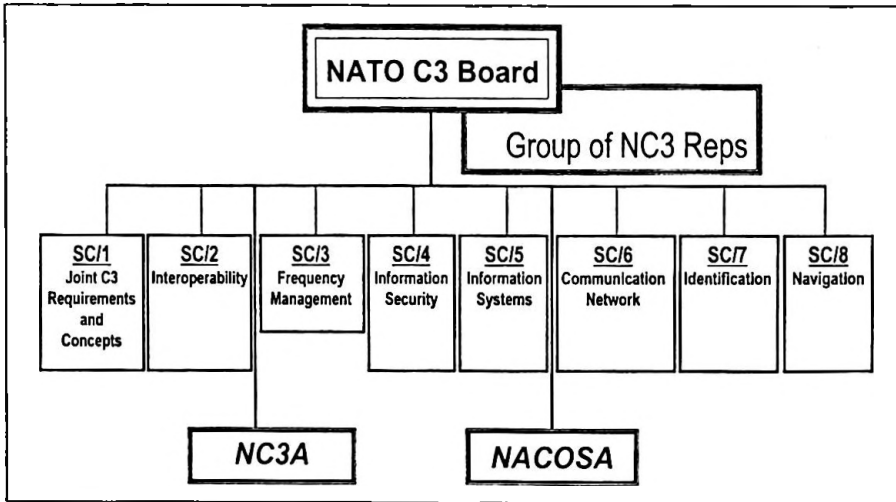 NATO C3 Board
Group of NC3 Reps
SC/1
Joint C3
Requirements
and
Concepts
SC/2
Interoperability
SC/3
Frequency
Management
SC/4
Information
Security
SC/5
Information
Systems
SC/6
Communication
Network
SC/7
Identification
SC/8
Navigation
NC3A
NACOSA